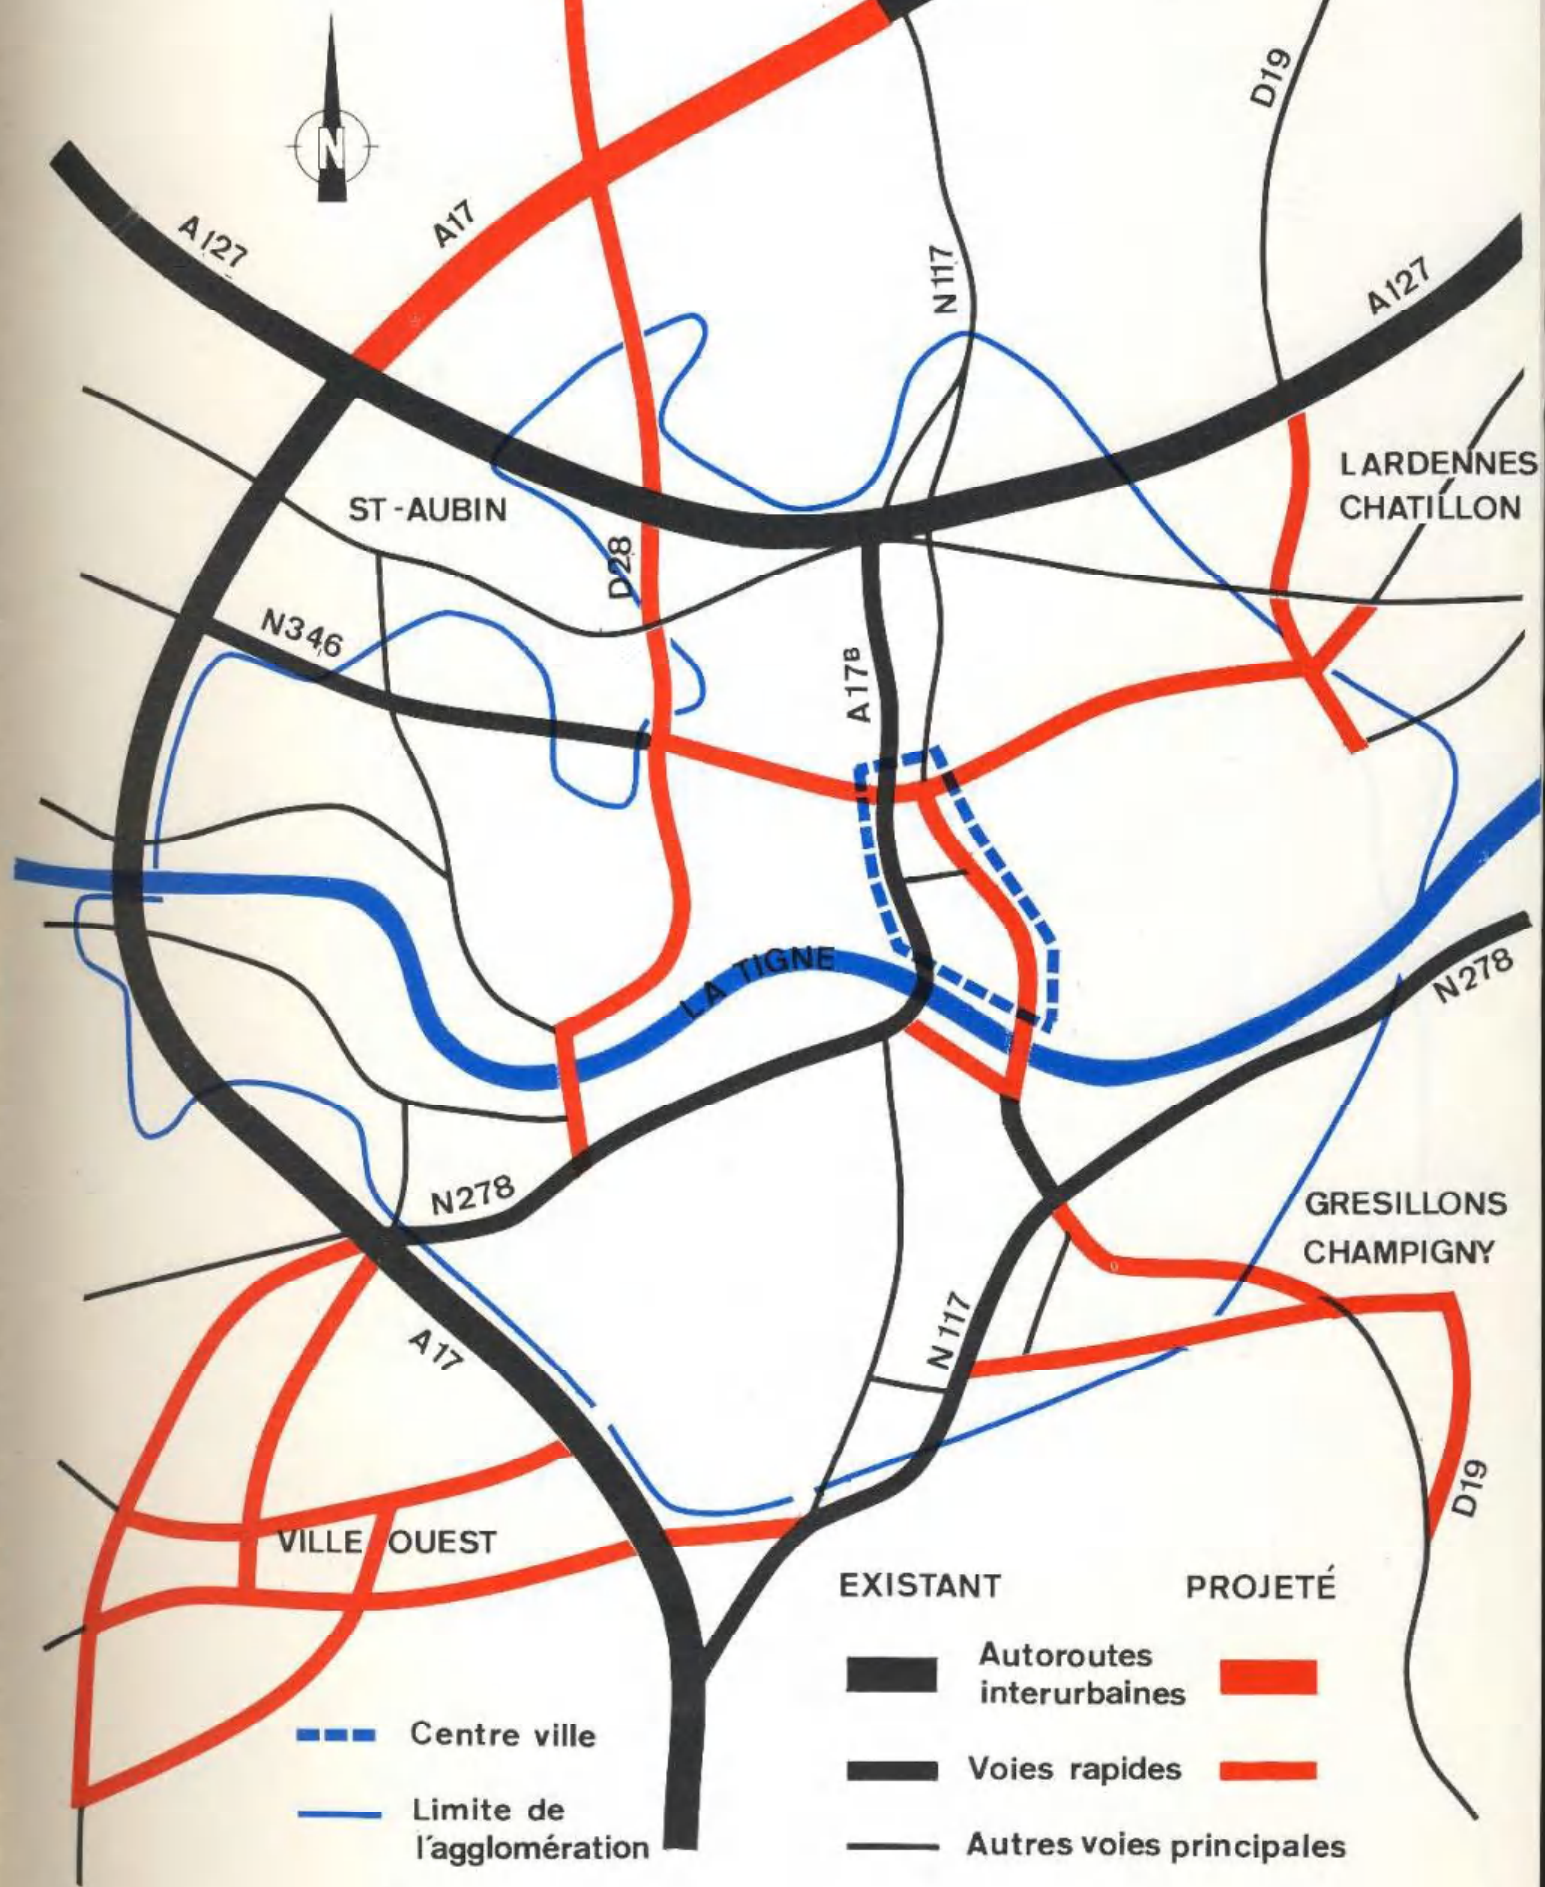 D19
N
A127
A17
N117
A127
LARDENNES
CHATILLON
ST-AUBIN
D28
N346
A17B
LA TIGNE
N278
N278
GRESILLONS
CHAMPIGNY
A17
N117
D19
VILLE OUEST
EXISTANT PROJETÉ
Autoroutes
interurbaines
Centre ville
Voies rapides
Limite de
l'agglomération
Autres voies principales